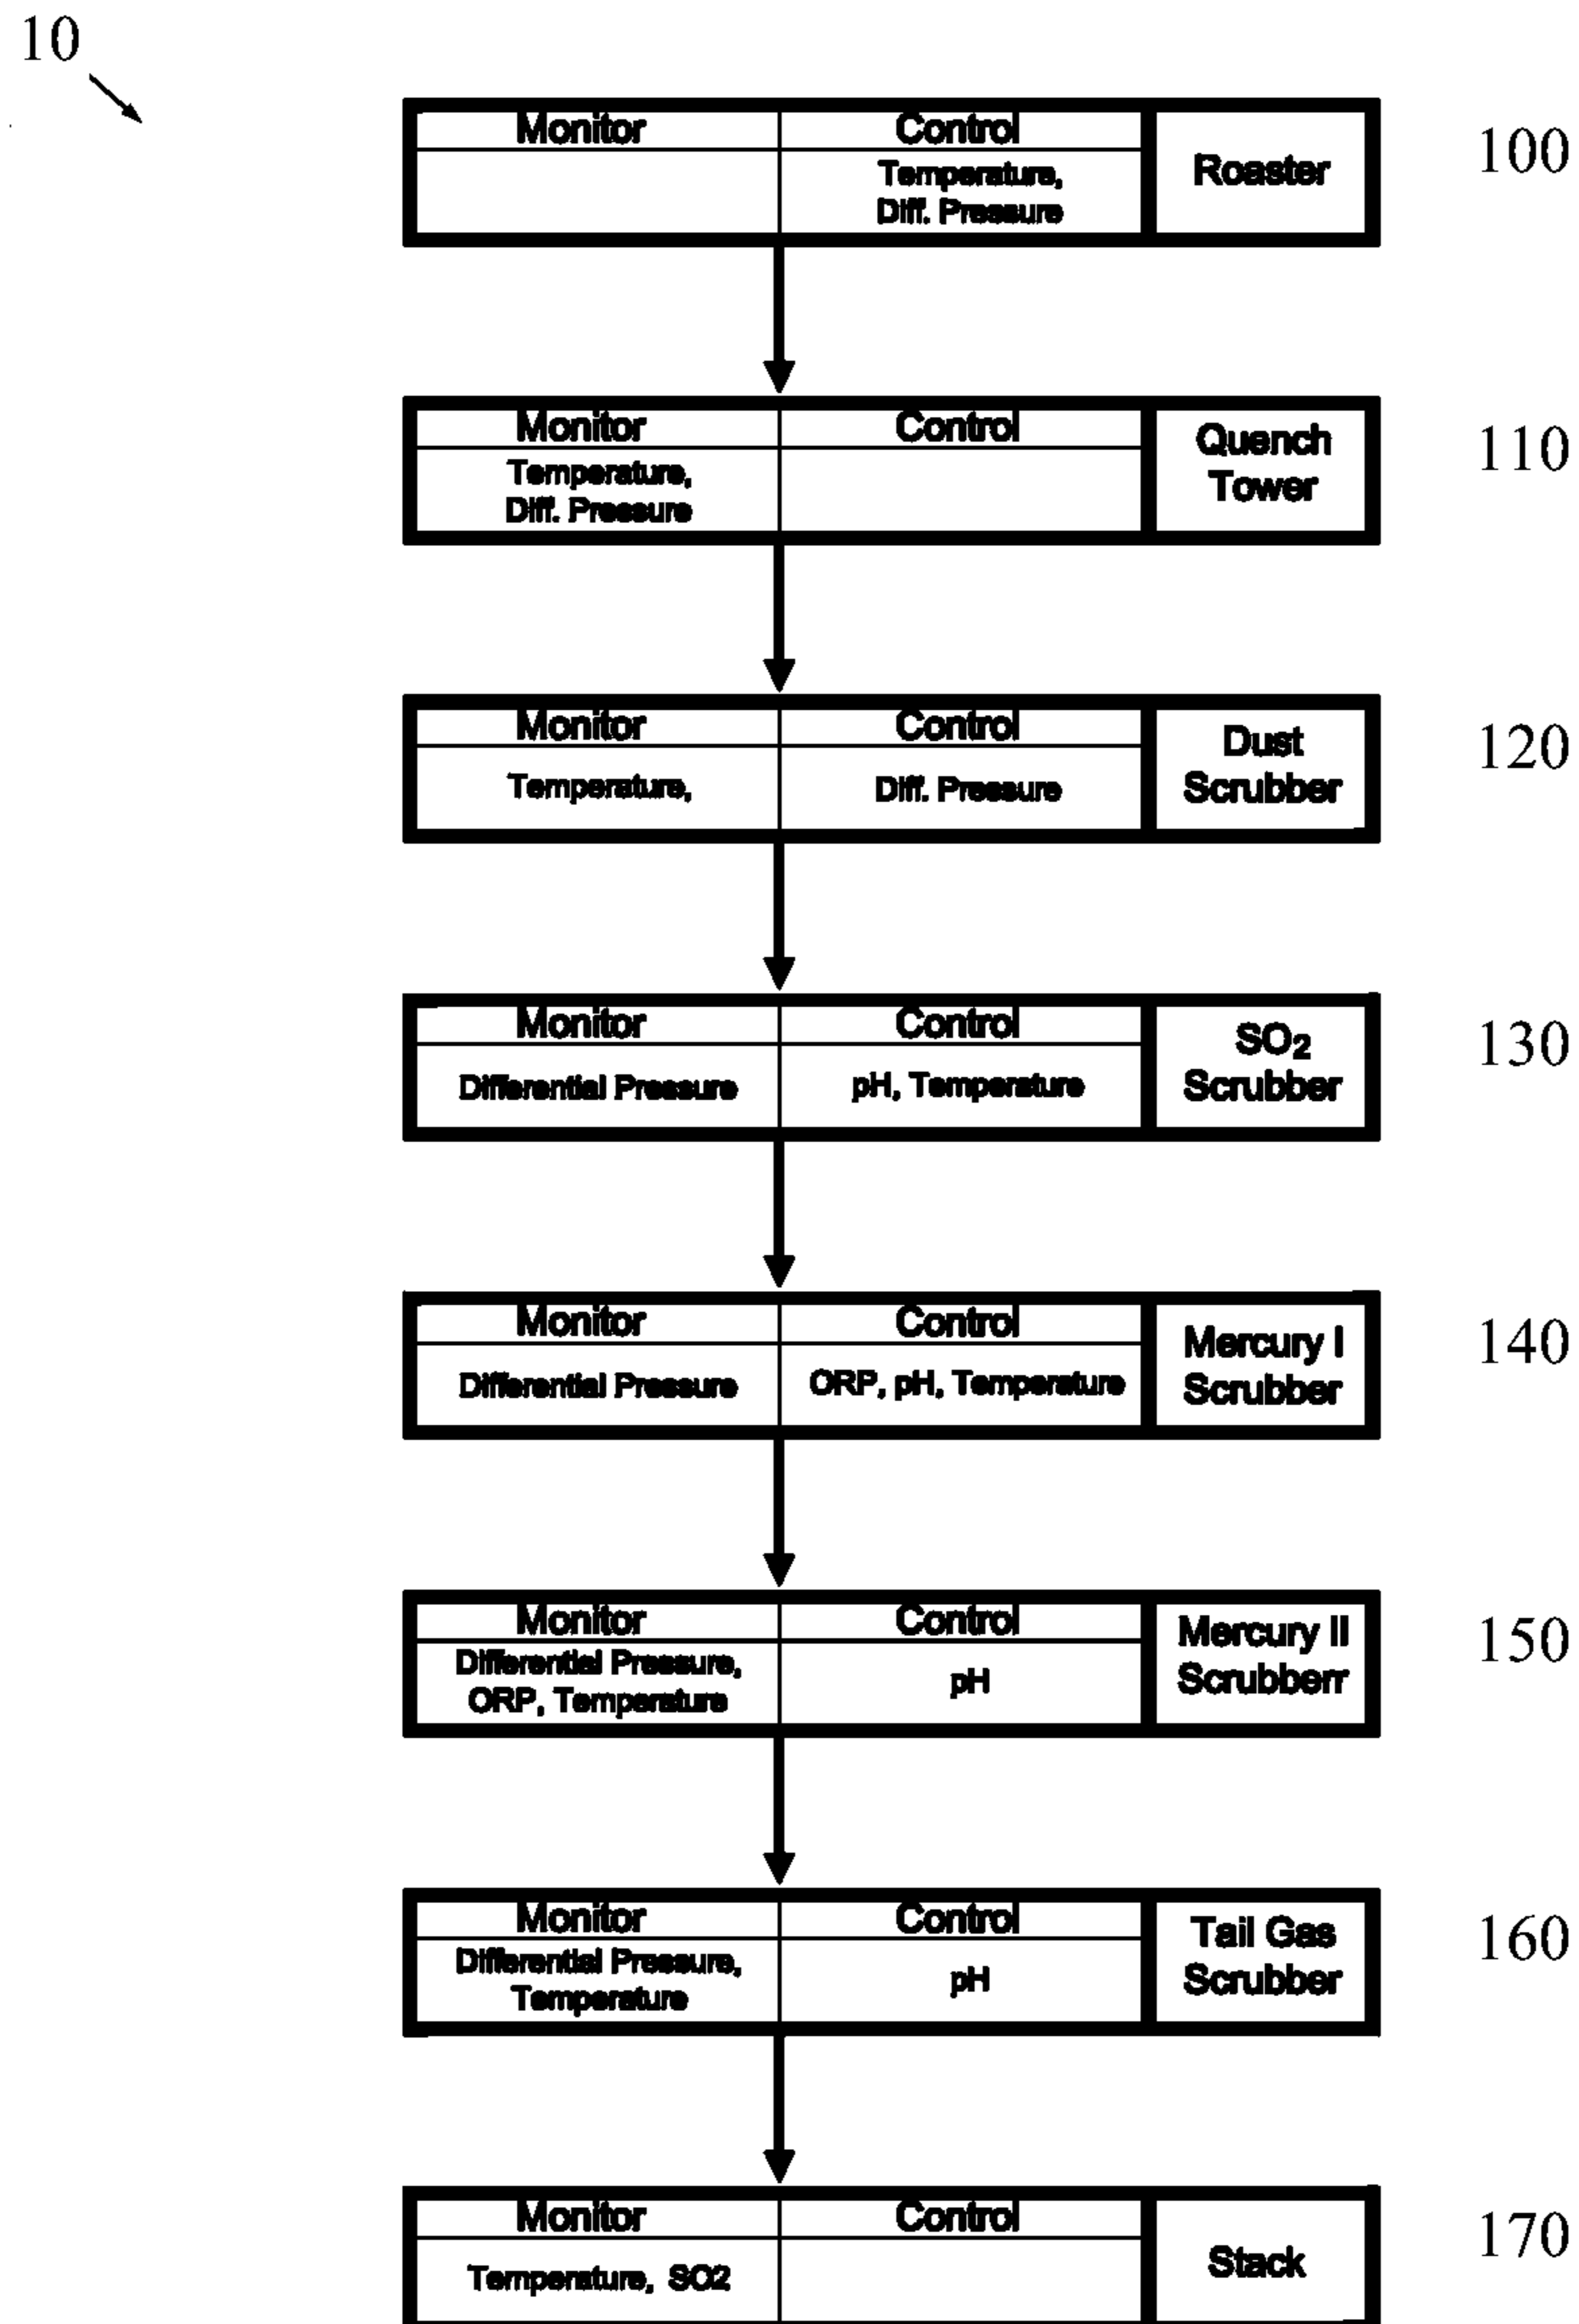 10
Monitor Control
Temperature,
Diff. Pressure
Roaster
100
Monitor Control
Temperature,
Diff. Pressure
Quench
Tower
110
Monitor Control
Temperature,
Diff. Pressure
Dust
Scrubber
120
Monitor Control
Differential Pressure
pH, Temperature
SO₂
Scrubber
130
Monitor Control
Differential Pressure
ORP, pH, Temperature
Mercury I
Scrubber
140
Monitor Control
Differential Pressure,
ORP, Temperature
pH
Mercury II
Scrubberr
150
Monitor Control
Differential Pressure,
Temperature
pH
Tail Gas
Scrubber
160
Monitor Control
Temperature, SO2
Stack
170